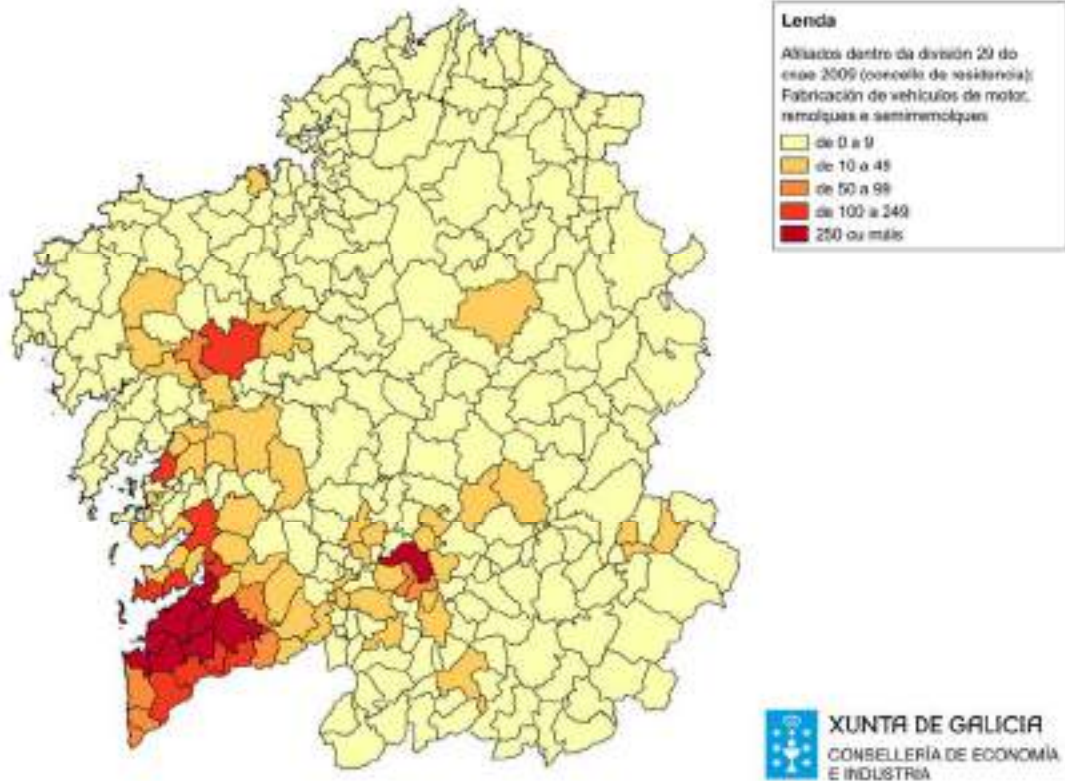 Lenda
Afiliados dentro da división 29 do
cnae 2009 (concello de residencia):
Fabricación de vehículos de motor,
remolques e semirremolques
de 0 a 9
de 10 a 49
de 50 a 99
de 100 a 249
250 ou máis
XUNTA DE GALICIA
CONSELLERÍA DE ECONOMÍA
E INDUSTRIA